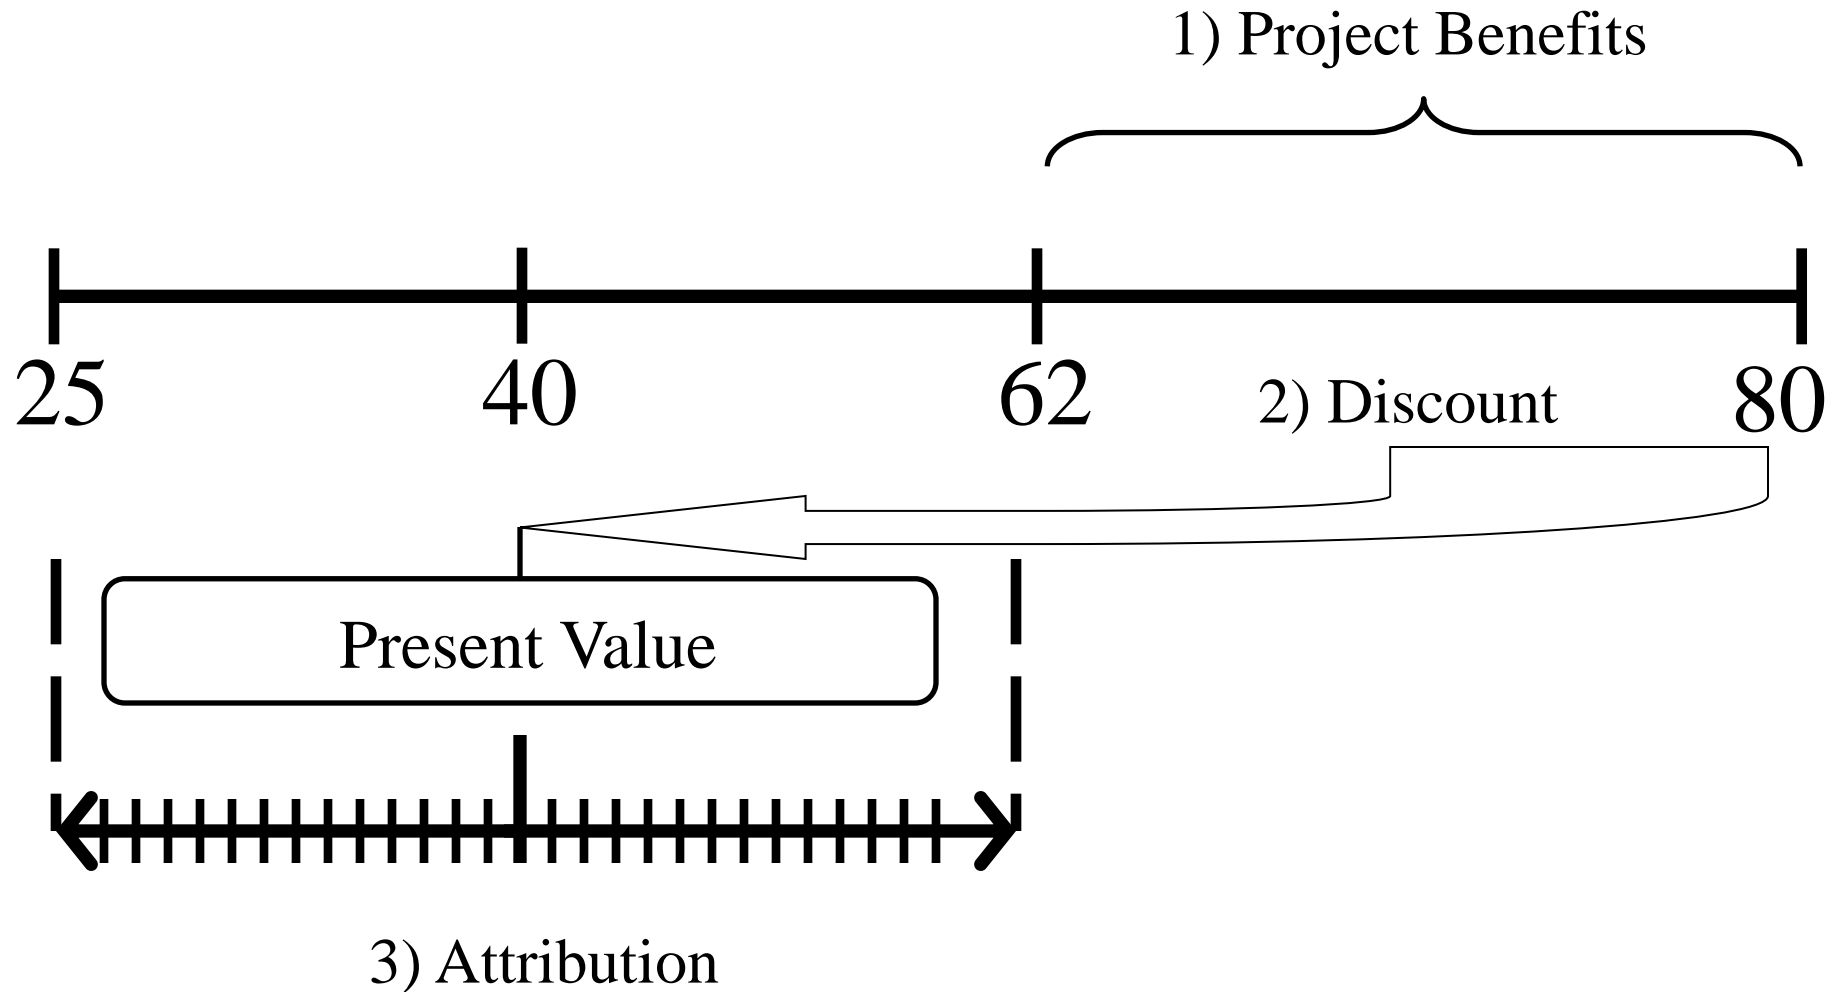 1) Project Benefits
25
40
62
2) Discount
80
Present Value
3) Attribution